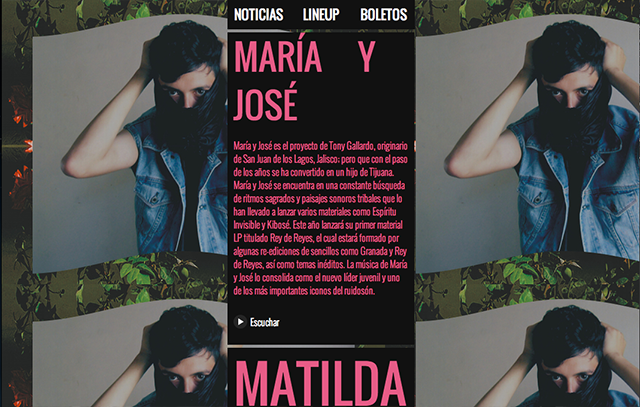 NOTICIAS LINEUP BOLETOS
MARÍA Y
JOSÉ
María y José es el proyecto de Tony Gallardo, originario
de San Juan de los Lagos, Jalisco; pero que con el paso
de los años se ha convertido en un hijo de Tijuana.
María y José se encuentra en una constante búsqueda
de ritmos sagrados y paisajes sonoros tribales que lo
han llevado a lanzar varios materiales como Espíritu
Invisible y Kibosé. Este año lanzará su primer material
LP titulado Rey de Reyes, el cual estará formado por
algunas re-ediciones de sencillos como Granada y Rey
de Reyes, así como temas inéditos. La música de María
y José lo consolida como el nuevo líder juvenil y uno
de los más importantes iconos del ruidosón.
Escuchar
MATILDA